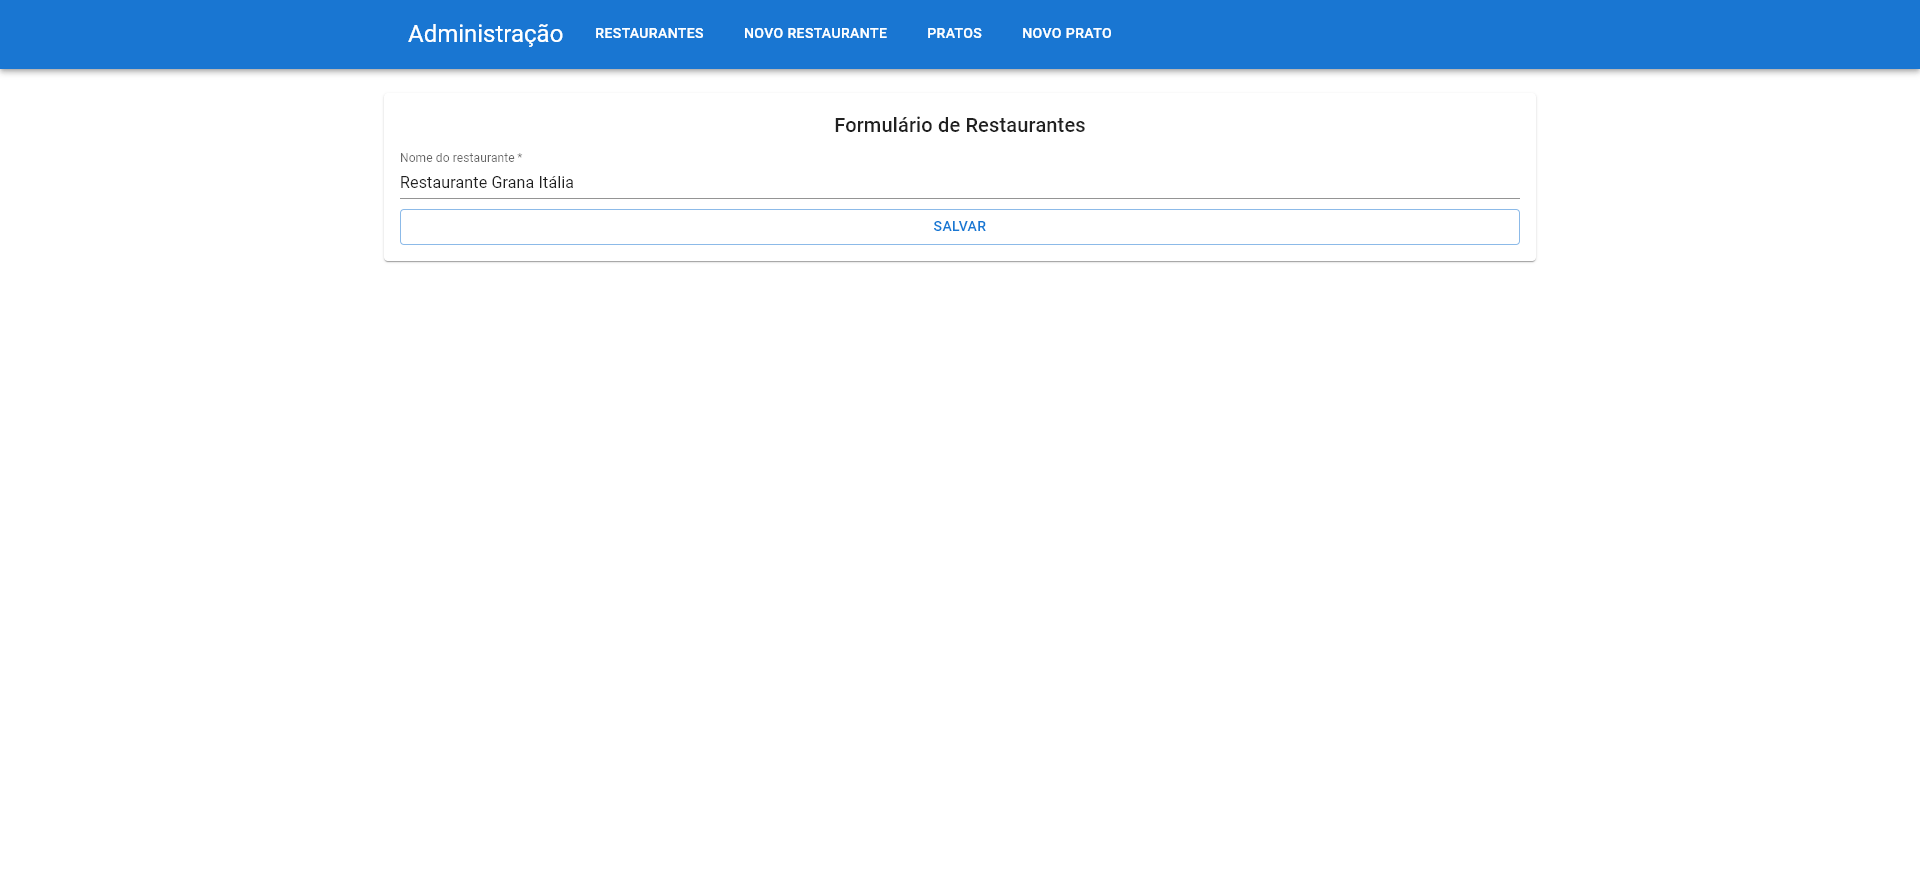 Administração RESTAURANTES NOVO RESTAURANTE PRATOS NOVO PRATO
Formulário de Restaurantes
Nome do restaurante *
Restaurante Grana Itália
SALVAR